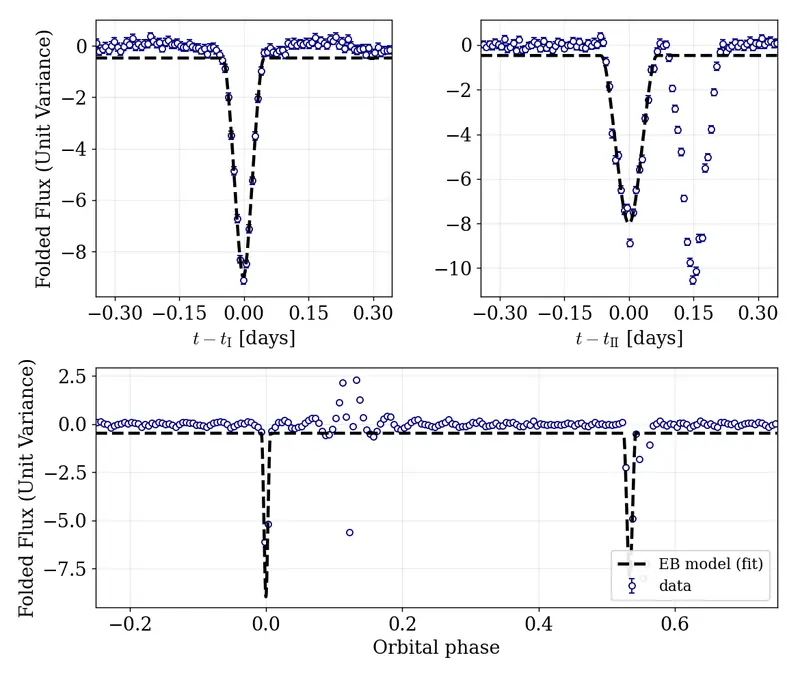 Folded Flux (Unit Variance)
0
−2
−4
−6
−8
−0.30 −0.15 0.00 0.15 0.30
t − tI [days]
0
−2
−4
−6
−8
−10
−0.30 −0.15 0.00 0.15 0.30
t − tII [days]
Folded Flux (Unit Variance)
2.5
0.0
−2.5
−5.0
−7.5
−0.2 0.0 0.2 0.4 0.6
Orbital phase
EB model (fit)
data